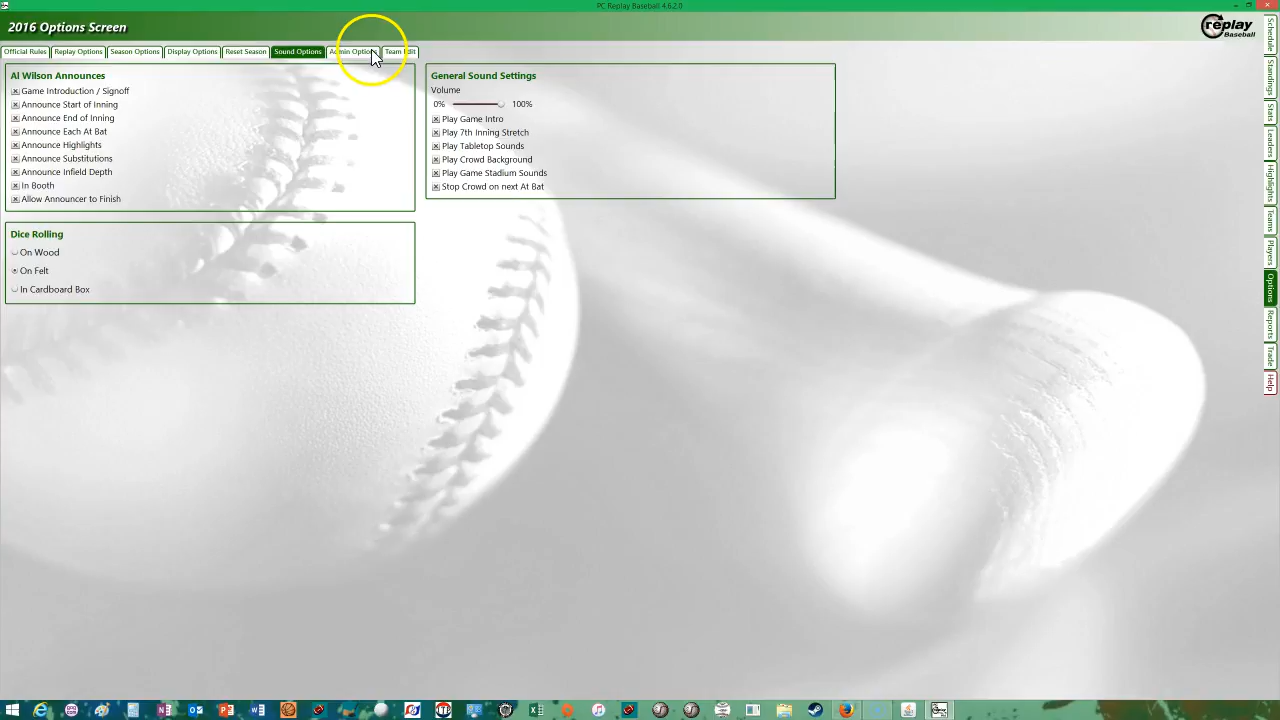 PC Replay Baseball 4.6.2.0
2016 Options Screen
replay
Baseball
Official Rules
Replay Options
Season Options
Display Options
Reset Season
Sound Options
Admin Options
Team Edit
Al Wilson Announces
Game Introduction / Signoff
Announce Start of Inning
Announce End of Inning
Announce Each At Bat
Announce Highlights
Announce Substitutions
Announce Infield Depth
In Booth
Allow Announcer to Finish
Dice Rolling
On Wood
On Felt
In Cardboard Box
General Sound Settings
Volume
0% 100%
Play Game Intro
Play 7th Inning Stretch
Play Tabletop Sounds
Play Crowd Background
Play Game Stadium Sounds
Stop Crowd on next At Bat
Schedule
Standings
Stats
Leaders
Highlights
Teams
Players
Options
Reports
Trade
Help